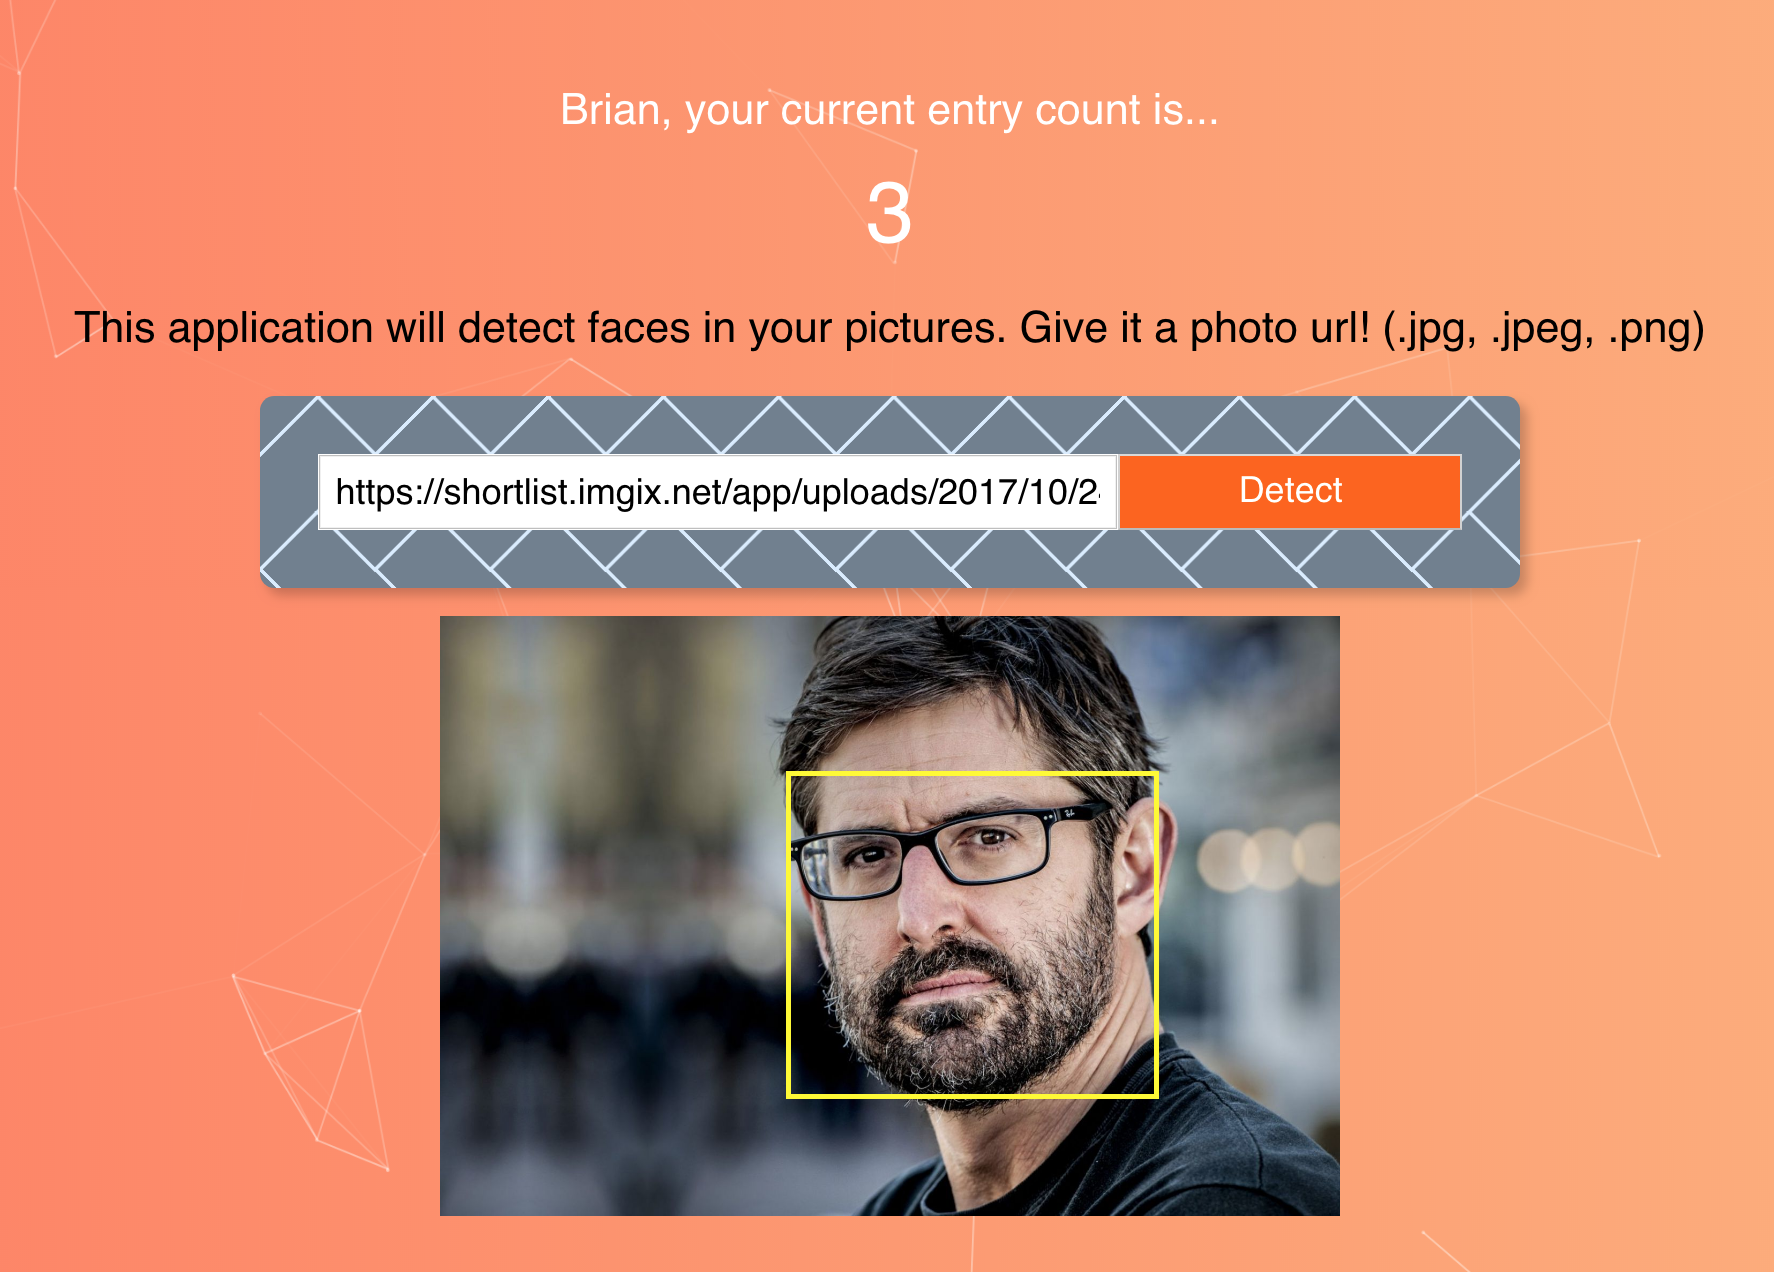 Brian, your current entry count is...
3
This application will detect faces in your pictures. Give it a photo url! (.jpg, .jpeg, .png)
https://shortlist.imgix.net/app/uploads/2017/10/2
Detect